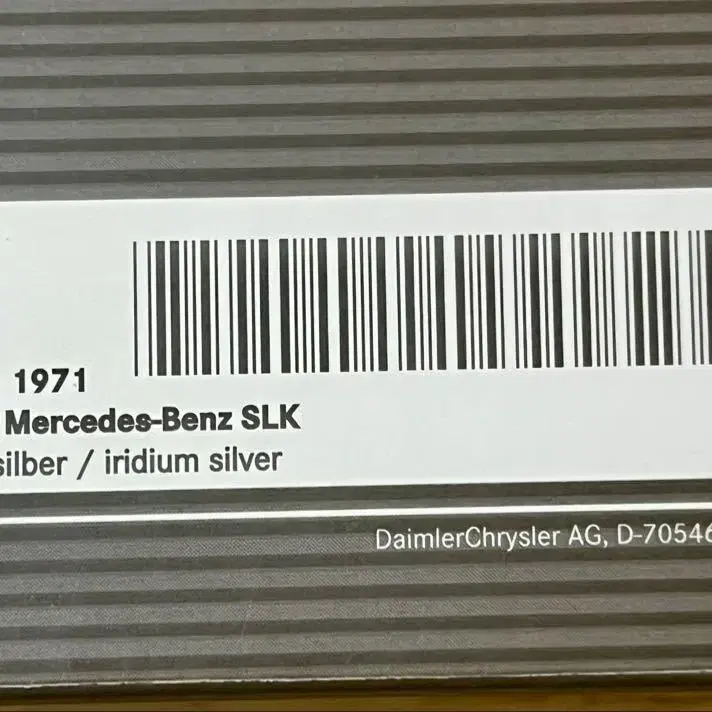 1971
Mercedes-Benz SLK
silber / iridium silver
DaimlerChrysler AG, D-70546